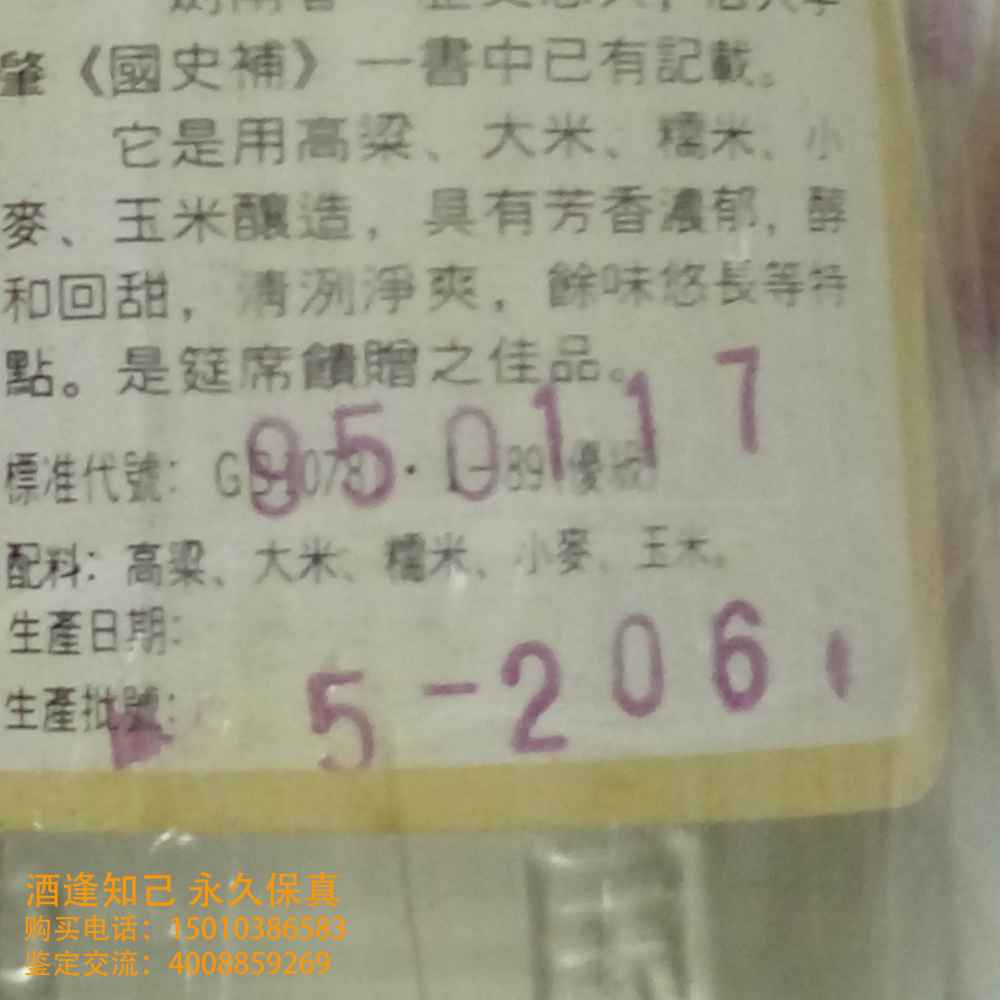 肇《國史補》一書中已有記載。
它是用高粱、大米、糯米、小
麥、玉米釀造，具有芳香濃郁，醇
和回甜，清洌淨爽，餘味悠長等特
點。是筵席饋贈之佳品。
950117
標准代號：
配料：高粱、大米、糯米、小麥、玉米。
生產日期：
生產批號：
5-206
酒逢知己 永久保真
购买电话：15010386583
鉴定交流：4008859269